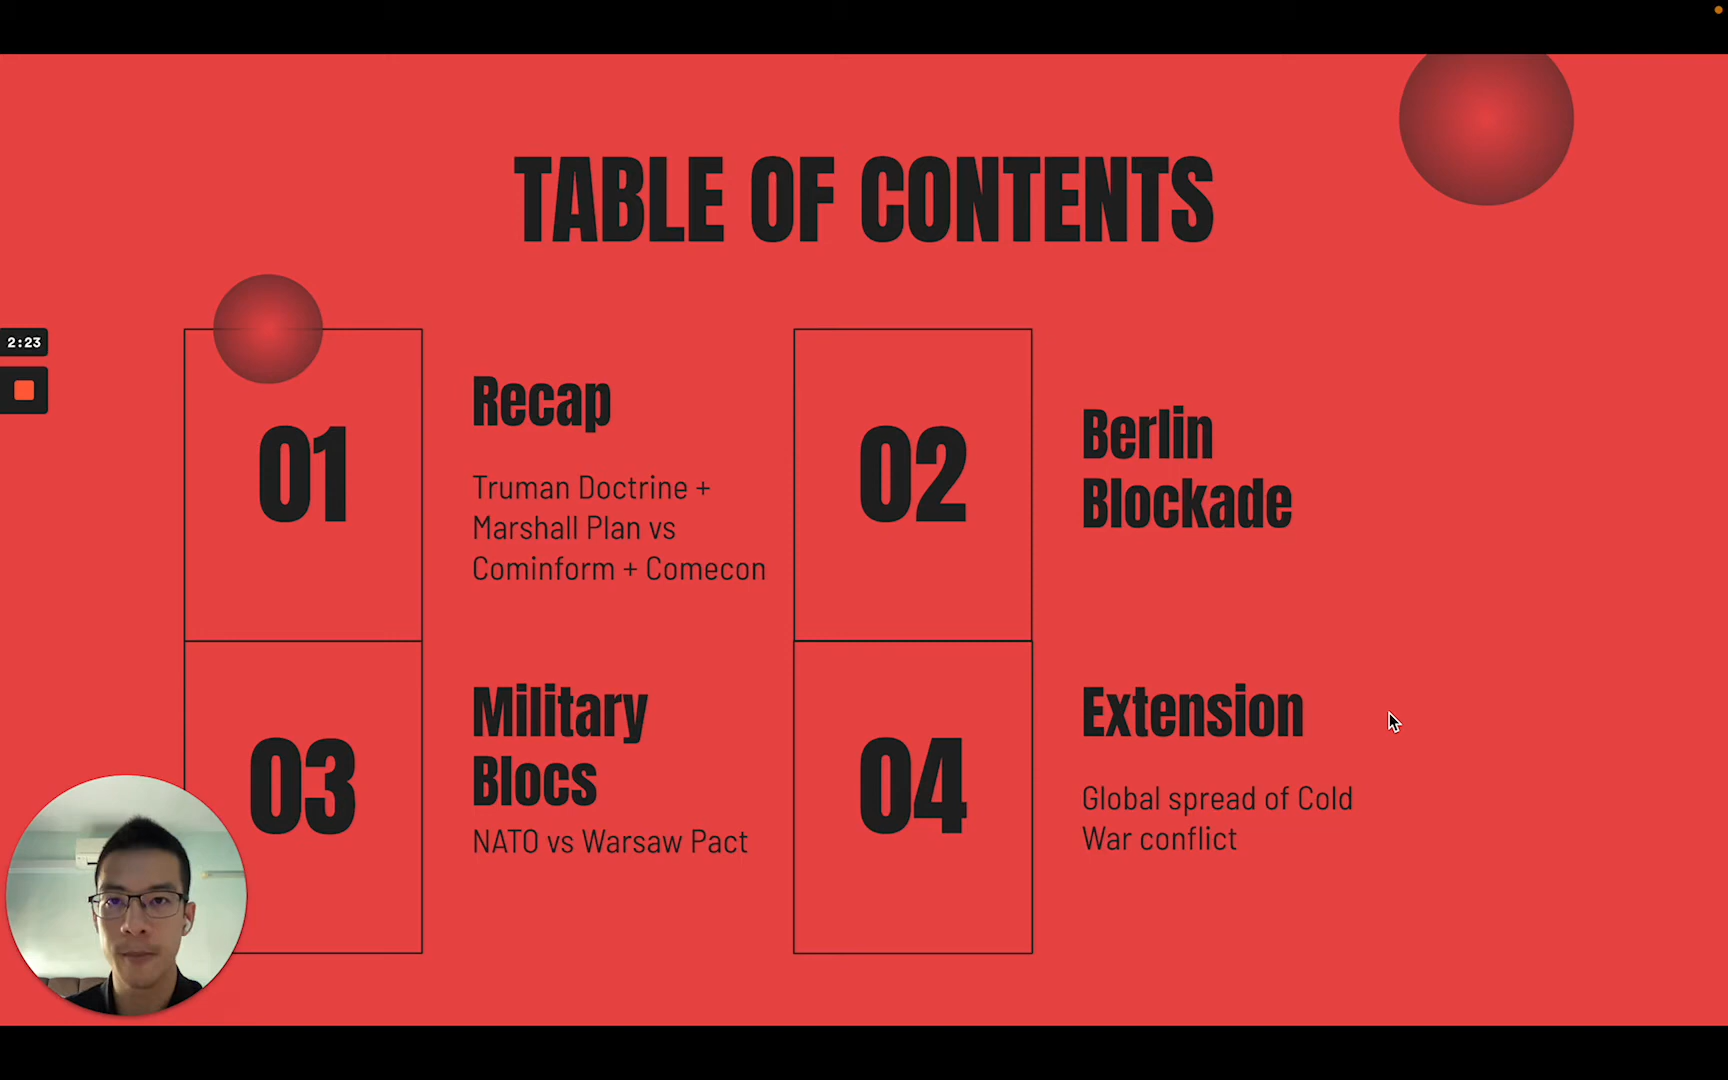 TABLE OF CONTENTS
2:23
01
Recap
Truman Doctrine +
Marshall Plan vs
Cominform + Comecon
02
Berlin
Blockade
03
Military
Blocs
NATO vs Warsaw Pact
04
Extension
Global spread of Cold
War conflict